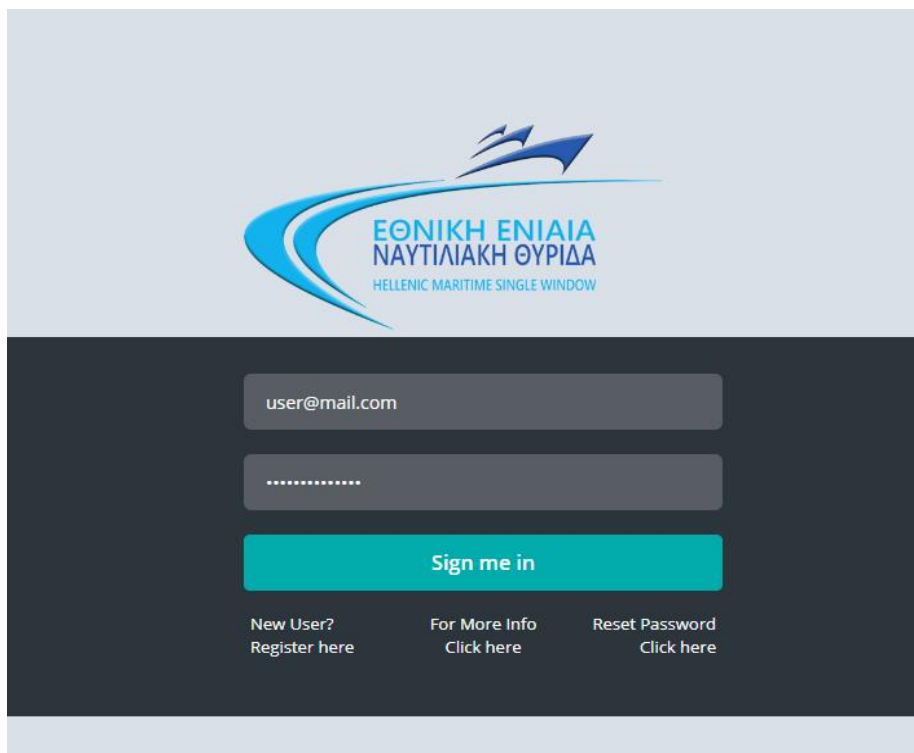 ΕΘΝΙΚΗ ΕΝΙΑΙΑ
ΝΑΥΤΙΛΙΑΚΗ ΘΥΡΙΔΑ
HELLENIC MARITIME SINGLE WINDOW
user@mail.com
••••••••••••••
Sign me in
New User?
Register here
For More Info
Click here
Reset Password
Click here